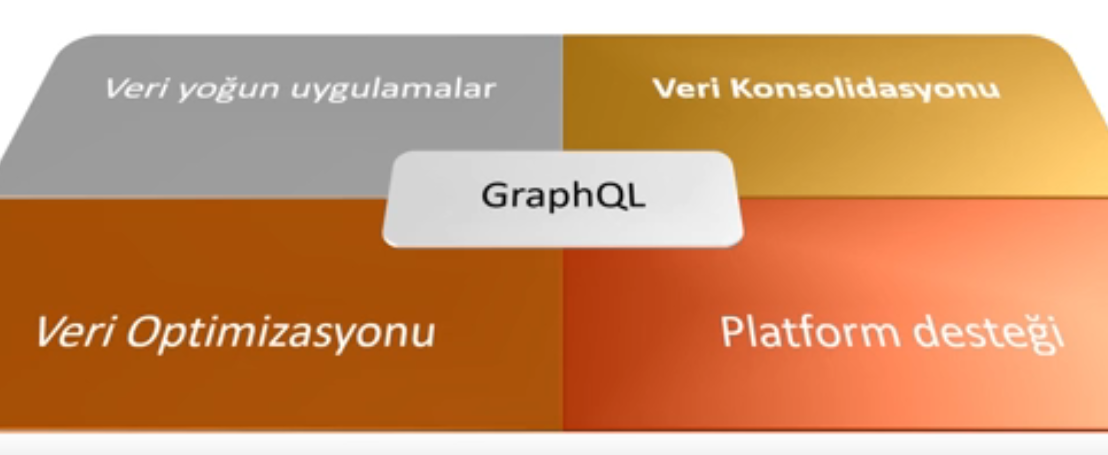 Veri yoğun uygulamalar
Veri Konsolidasyonu
GraphQL
Veri Optimizasyonu
Platform desteği